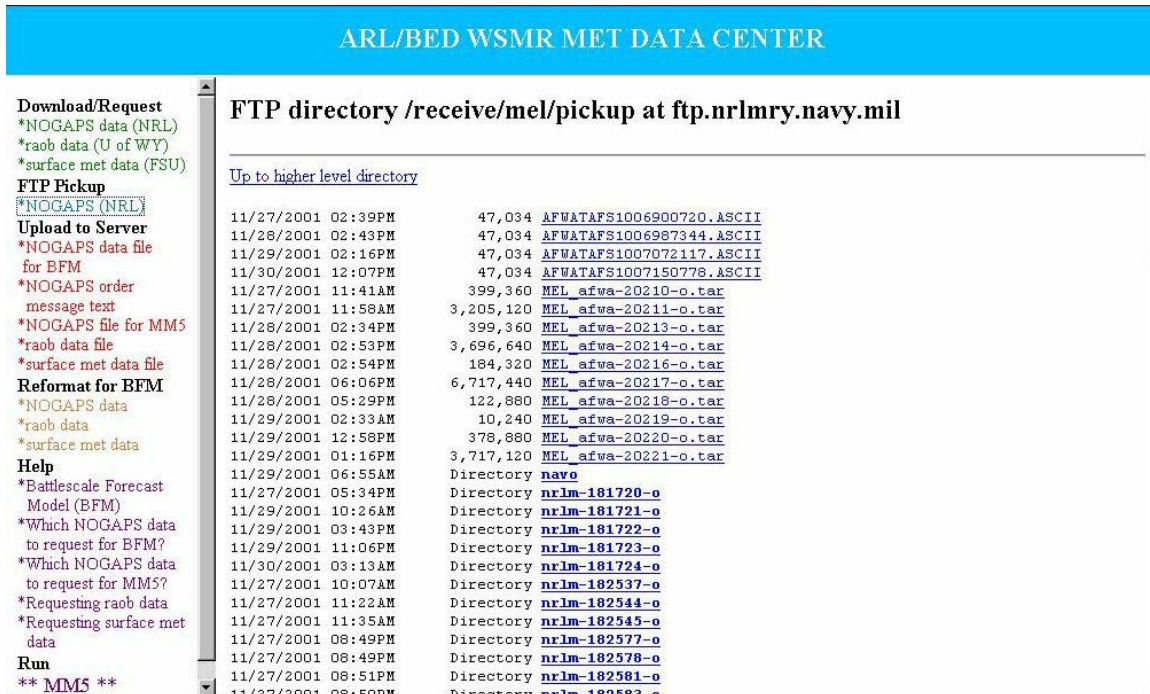 ARL/BED WSMR MET DATA CENTER
Download/Request
*NOGAPS data (NRL)
*raob data (U of WY)
*surface met data (FSU)
FTP Pickup
*NOGAPS (NRL)
Upload to Server
*NOGAPS data file
for BFM
*NOGAPS order
message text
*NOGAPS file for MM5
*raob data file
*surface met data file
Reformat for BFM
*NOGAPS data
*raob data
*surface met data
Help
*Battlescale Forecast
Model (BFM)
*Which NOGAPS data
to request for BFM?
*Which NOGAPS data
to request for MM5?
*Requesting raob data
*Requesting surface met
data
Run
** MM5 **
FTP directory /receive/mel/pickup at ftp.nrlmry.navy.mil
Up to higher level directory
11/27/2001 02:39PM 47,034 AFWATAFS1006900720.ASCII
11/28/2001 02:43PM 47,034 AFWATAFS1006987344.ASCII
11/29/2001 02:16PM 47,034 AFWATAFS1007072117.ASCII
11/30/2001 12:07PM 47,034 AFWATAFS1007150778.ASCII
11/27/2001 11:41AM 399,360 MEL_afwa-20210-o.tar
11/27/2001 11:58AM 3,205,120 MEL_afwa-20211-o.tar
11/28/2001 02:34PM 399,360 MEL_afwa-20213-o.tar
11/28/2001 02:53PM 3,696,640 MEL_afwa-20214-o.tar
11/28/2001 02:54PM 184,320 MEL_afwa-20216-o.tar
11/28/2001 06:06PM 6,717,440 MEL_afwa-20217-o.tar
11/28/2001 05:29PM 122,880 MEL_afwa-20218-o.tar
11/29/2001 02:33AM 10,240 MEL_afwa-20219-o.tar
11/29/2001 12:58PM 378,880 MEL_afwa-20220-o.tar
11/29/2001 01:16PM 3,717,120 MEL_afwa-20221-o.tar
11/29/2001 06:55AM Directory navo
11/27/2001 05:34PM Directory nrlm-181720-o
11/29/2001 10:26AM Directory nrlm-181721-o
11/29/2001 03:43PM Directory nrlm-181722-o
11/29/2001 11:06PM Directory nrlm-181723-o
11/30/2001 03:13AM Directory nrlm-181724-o
11/27/2001 10:07AM Directory nrlm-182537-o
11/27/2001 11:22AM Directory nrlm-182544-o
11/27/2001 11:35AM Directory nrlm-182545-o
11/27/2001 08:49PM Directory nrlm-182577-o
11/27/2001 08:49PM Directory nrlm-182578-o
11/27/2001 08:51PM Directory nrlm-182581-o